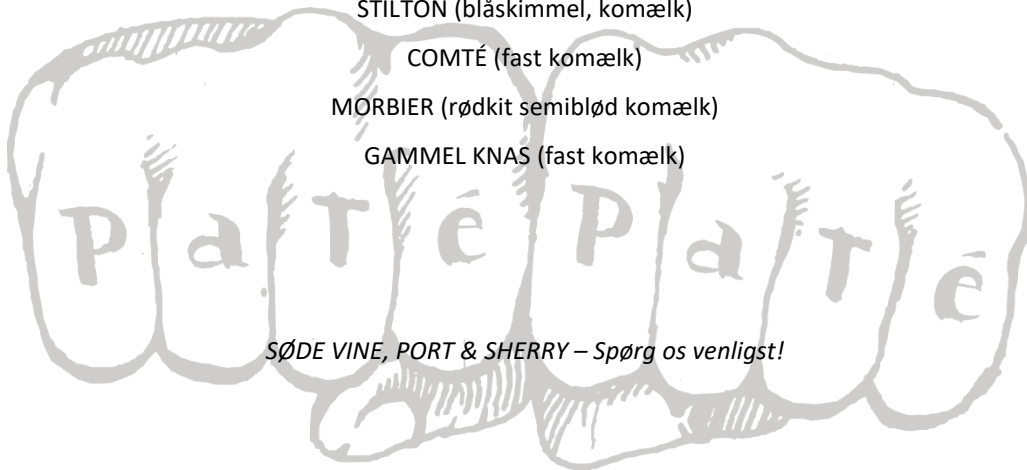 STILTON (blåskimmel, komælk)
COMTÉ (fast komælk)
MORBIER (rødkit semiblød komælk)
GAMMEL KNAS (fast komælk)
PaTé PaTé
SØDE VINE, PORT & SHERRY – Spørg os venligst!